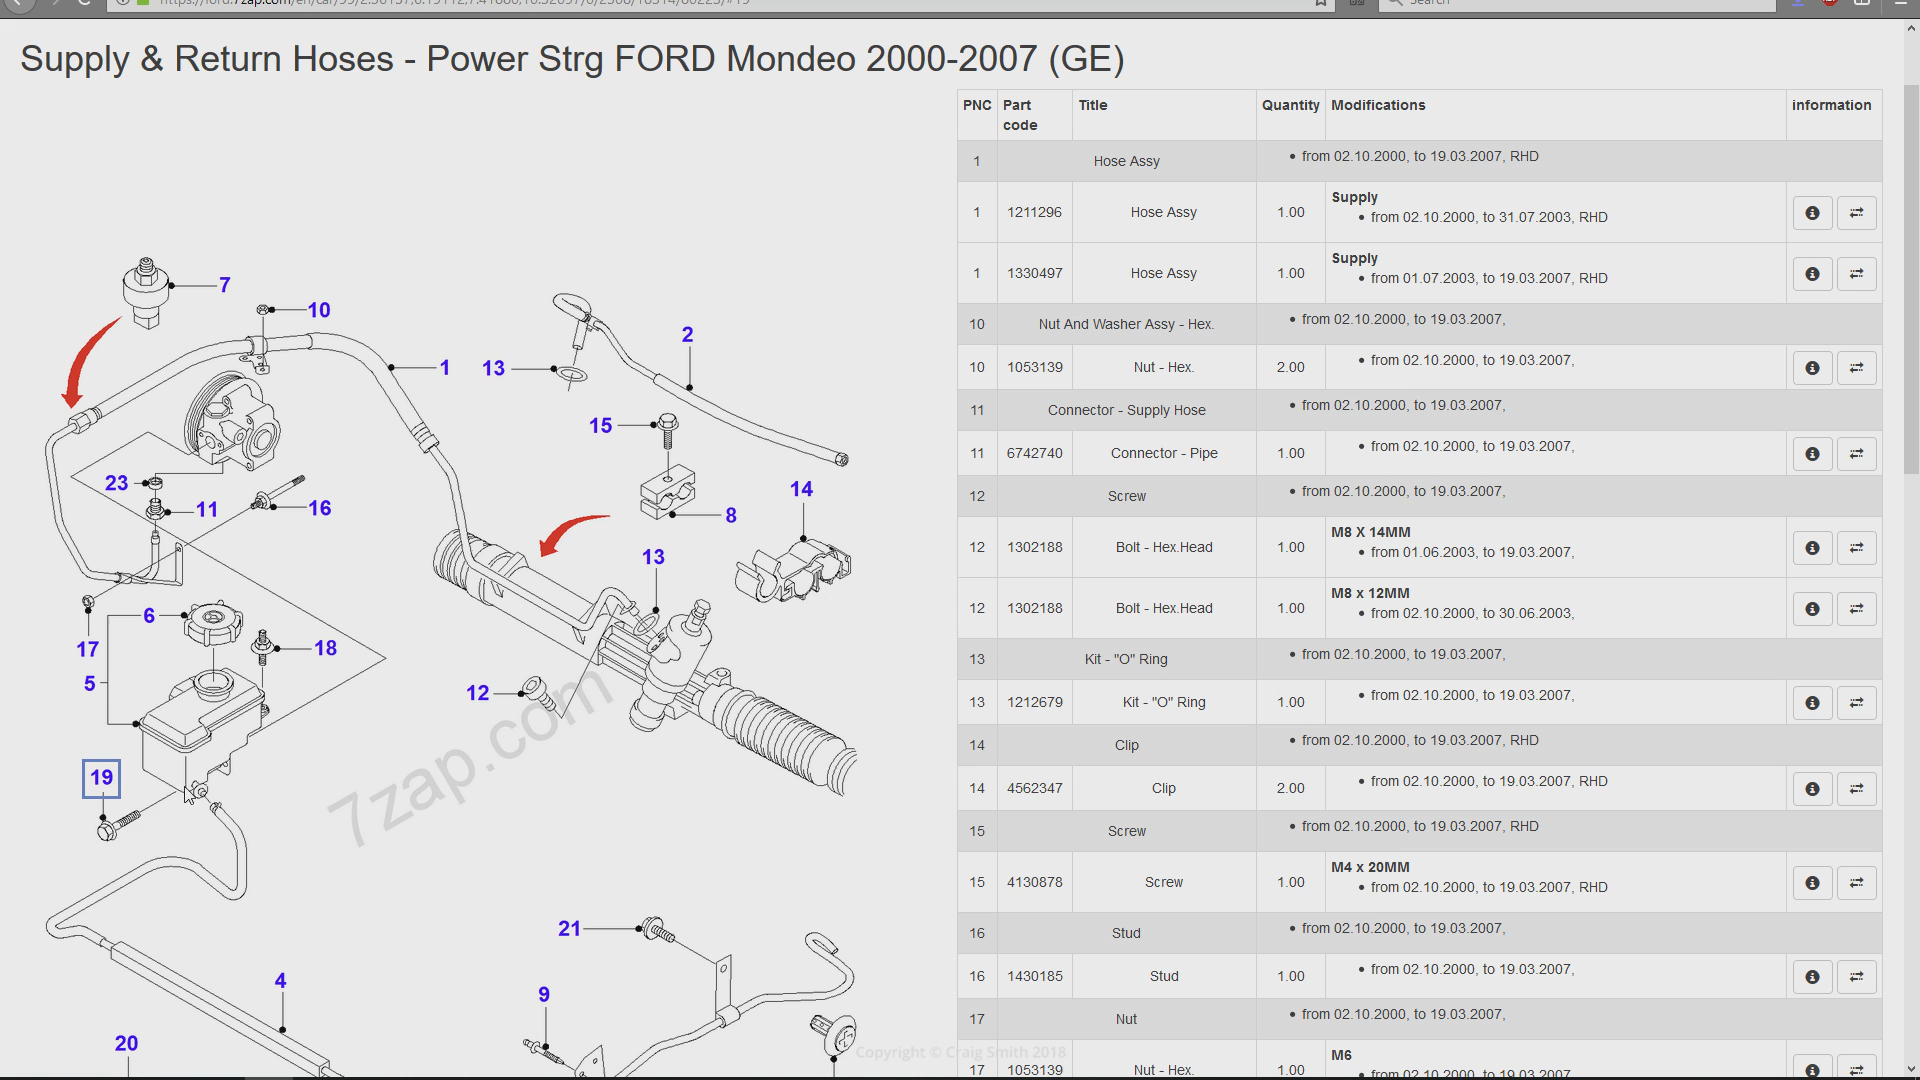 Search
Supply & Return Hoses - Power Strg FORD Mondeo 2000-2007 (GE)
PNC Part code Title Quantity Modifications information
1 Hose Assy • from 02.10.2000, to 19.03.2007, RHD
1 1211296 Hose Assy 1.00 Supply
• from 02.10.2000, to 31.07.2003, RHD
1 1330497 Hose Assy 1.00 Supply
• from 01.07.2003, to 19.03.2007, RHD
10 Nut And Washer Assy - Hex. • from 02.10.2000, to 19.03.2007,
10 1053139 Nut - Hex. 2.00 • from 02.10.2000, to 19.03.2007,
11 Connector - Supply Hose • from 02.10.2000, to 19.03.2007,
11 6742740 Connector - Pipe 1.00 • from 02.10.2000, to 19.03.2007,
12 Screw • from 02.10.2000, to 19.03.2007,
12 1302188 Bolt - Hex.Head 1.00 M8 X 14MM
• from 01.06.2003, to 19.03.2007,
12 1302188 Bolt - Hex.Head 1.00 M8 x 12MM
• from 02.10.2000, to 30.06.2003,
13 Kit - "O" Ring • from 02.10.2000, to 19.03.2007,
13 1212679 Kit - "O" Ring 1.00 • from 02.10.2000, to 19.03.2007,
14 Clip • from 02.10.2000, to 19.03.2007, RHD
14 4562347 Clip 2.00 • from 02.10.2000, to 19.03.2007, RHD
15 Screw • from 02.10.2000, to 19.03.2007, RHD
15 4130878 Screw 1.00 M4 x 20MM
• from 02.10.2000, to 19.03.2007, RHD
16 Stud • from 02.10.2000, to 19.03.2007,
16 1430185 Stud 1.00 • from 02.10.2000, to 19.03.2007,
17 Nut • from 02.10.2000, to 19.03.2007,
17 1053139 Nut - Hex. 1.00 M6
• from 02.10.2000, to 19.03.2007
7
10
2
1
13
15
23
14
11
16
8
13
6
17
18
5
12
19
7zap.com
21
4
9
20
Copyright © Craig Smith 2018